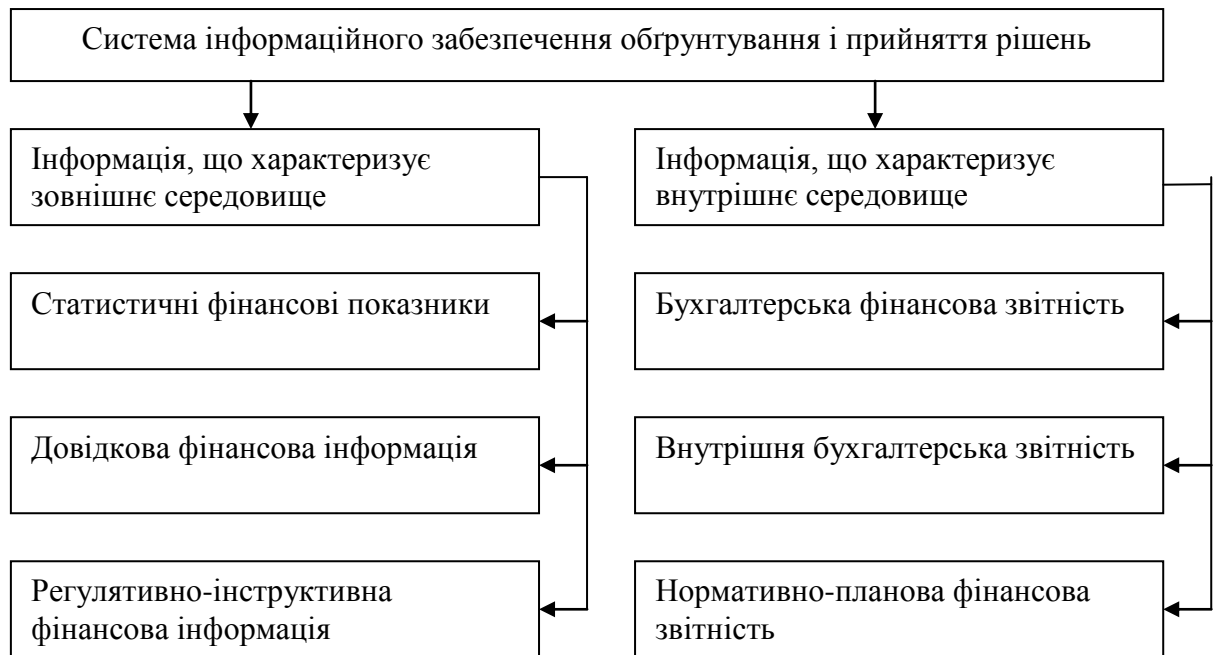 Система інформаційного забезпечення обґрунтування і прийняття рішень
Інформація, що характеризує
зовнішнє середовище
Інформація, що характеризує
внутрішнє середовище
Статистичні фінансові показники
Бухгалтерська фінансова звітність
Довідкова фінансова інформація
Внутрішня бухгалтерська звітність
Регулятивно-інструктивна
фінансова інформація
Нормативно-планова фінансова
звітність